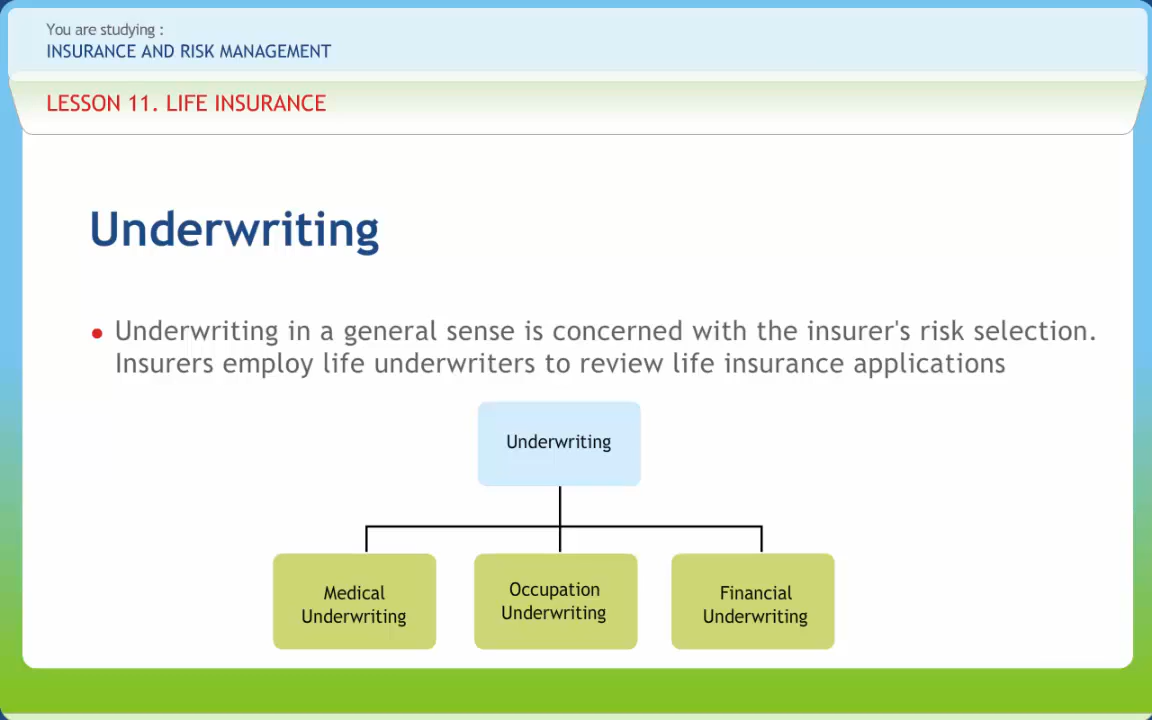 You are studying :
INSURANCE AND RISK MANAGEMENT
LESSON 11. LIFE INSURANCE
Underwriting
Underwriting in a general sense is concerned with the insurer's risk selection.
Insurers employ life underwriters to review life insurance applications
Underwriting
Medical
Underwriting
Occupation
Underwriting
Financial
Underwriting